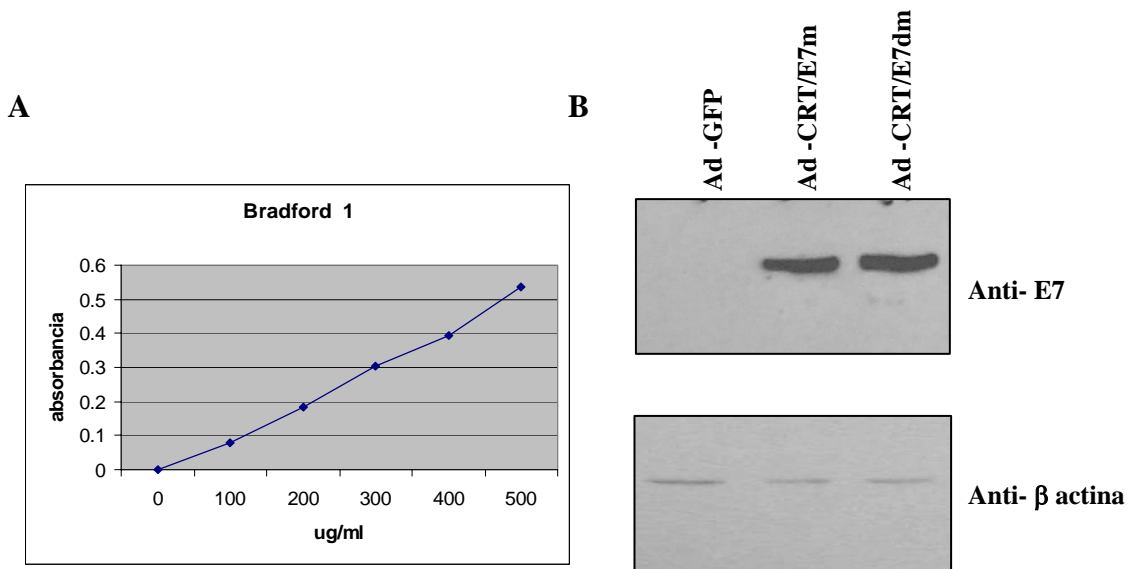 A
Bradford 1
absorbancia
0.6
0.5
0.4
0.3
0.2
0.1
0
0 100 200 300 400 500
ug/ml
B
Ad -GFP
Ad -CRT/E7m
Ad -CRT/E7dm
Anti- E7
Anti- β actina